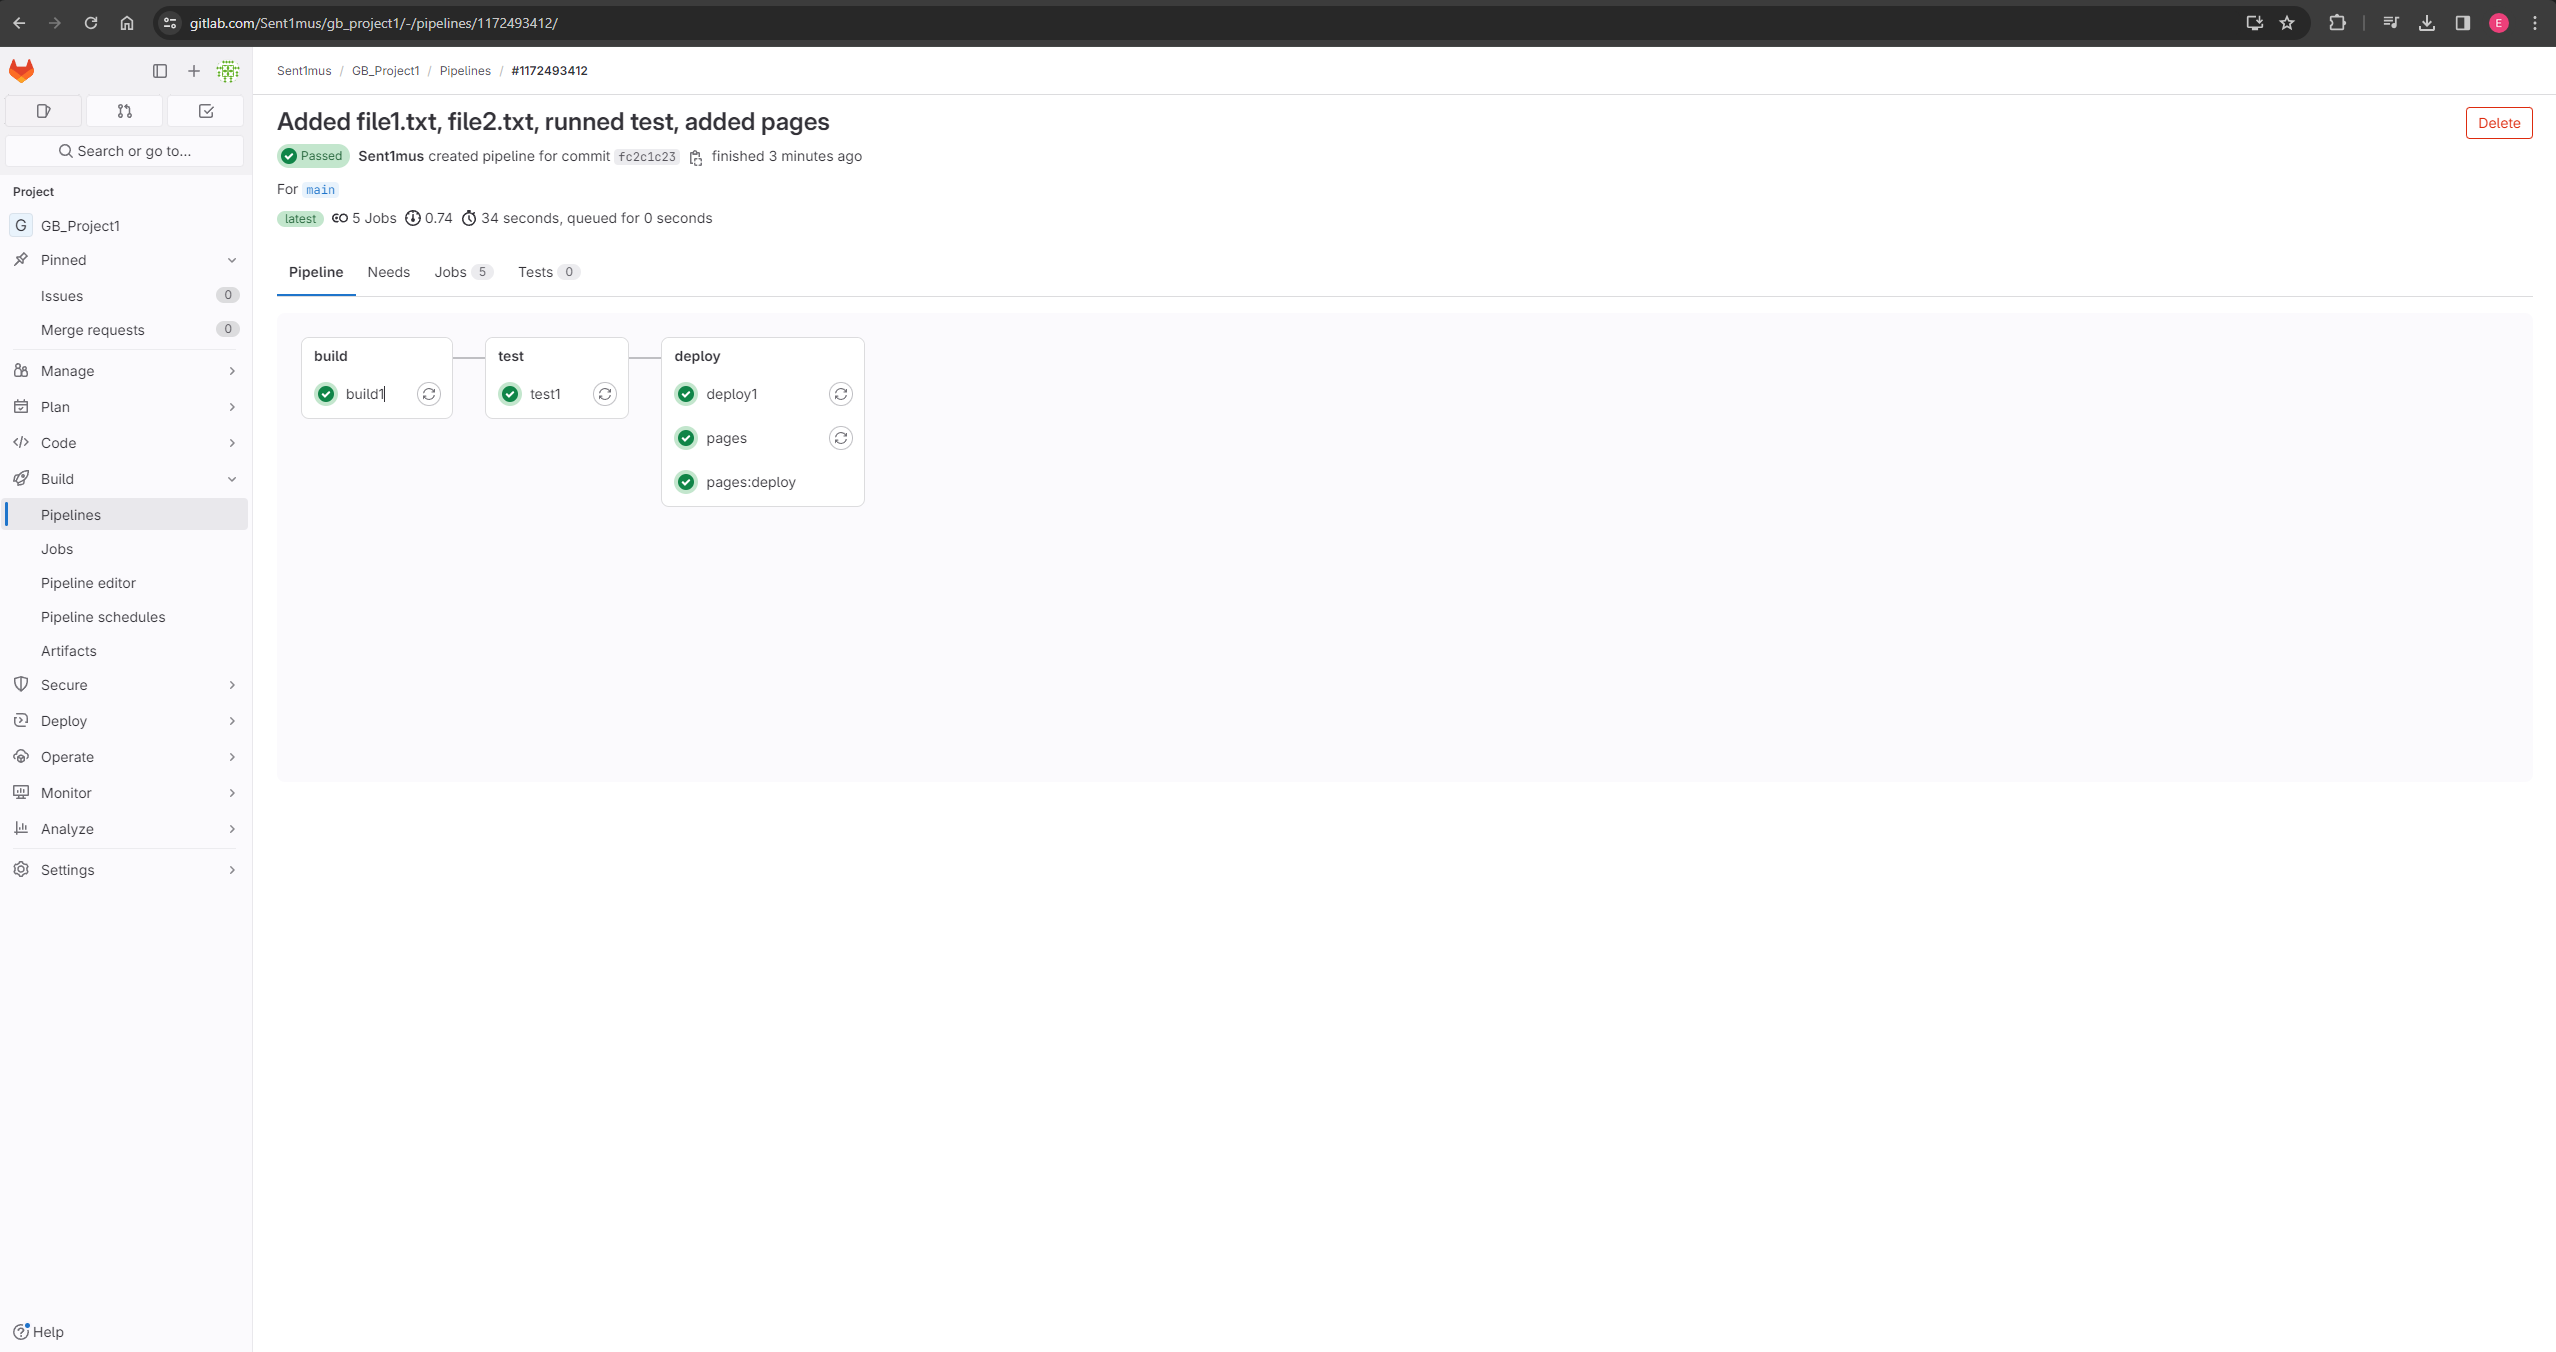 gitlab.com/Sent1mus/gb_project1/-/pipelines/1172493412/
E
Sent1mus / GB_Project1 / Pipelines / #1172493412
Search or go to...
Project
G GB_Project1
Pinned
Issues 0
Merge requests 0
Manage
Plan
Code
Build
Pipelines
Jobs
Pipeline editor
Pipeline schedules
Artifacts
Secure
Deploy
Operate
Monitor
Analyze
Settings
Help
Added file1.txt, file2.txt, runned test, added pages
Delete
Passed Sent1mus created pipeline for commit fc2c1c23 finished 3 minutes ago
For main
latest 5 Jobs 0.74 34 seconds, queued for 0 seconds
Pipeline Needs Jobs 5 Tests 0
build
build1
test
test1
deploy
deploy1
pages
pages:deploy